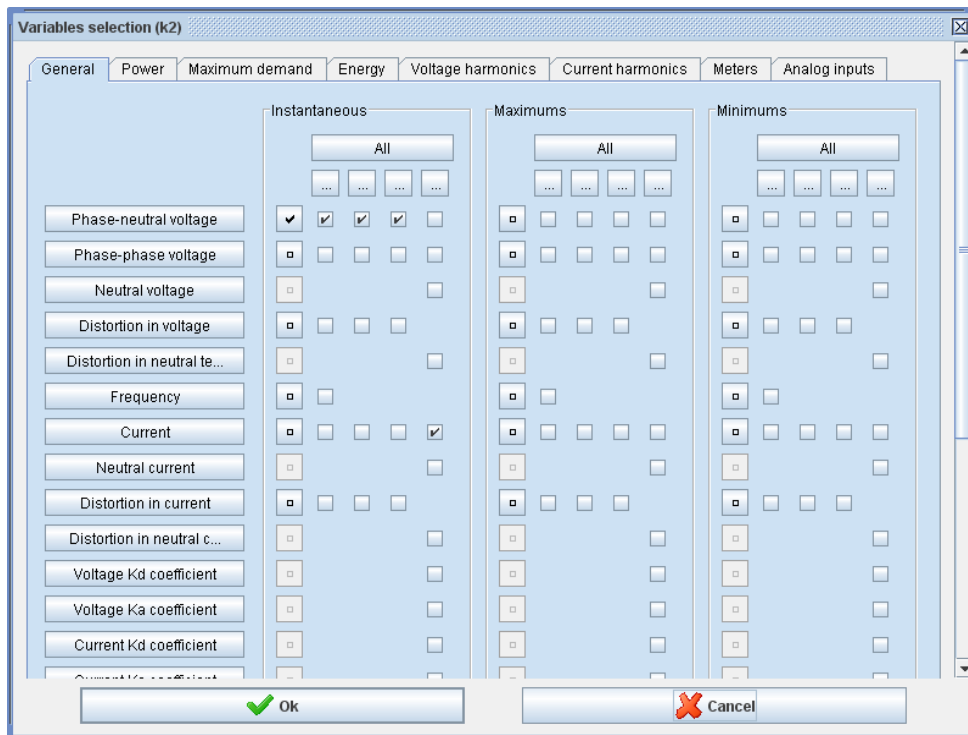 Variables selection (k2)
General Power Maximum demand Energy Voltage harmonics Current harmonics Meters Analog inputs
Instantaneous Maximums Minimums
All All All
... ... ... ... ... ... ... ... ... ... ... ...
Phase-neutral voltage
Phase-phase voltage
Neutral voltage
Distortion in voltage
Distortion in neutral te...
Frequency
Current
Neutral current
Distortion in current
Distortion in neutral c...
Voltage Kd coefficient
Voltage Ka coefficient
Current Kd coefficient
Current Ka coefficient
Ok Cancel